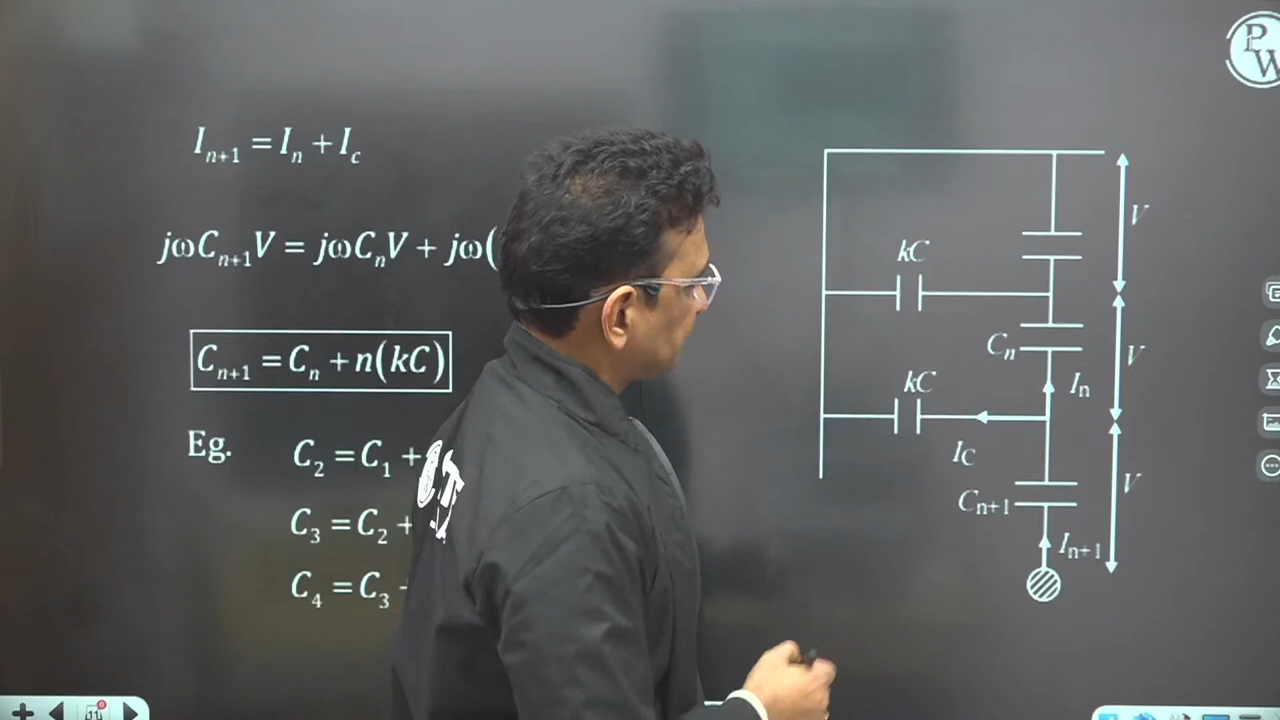 I_{n+1} = I_n + I_c
jωC_{n+1}V = jωC_nV + jω(
C_{n+1} = C_n + n(kC)
Eg. C_2 = C_1 +
C_3 = C_2 +
C_4 = C_3
PW
V
kC
C_n
V
I_n
kC
I_C
V
C_{n+1}
I_{n+1}
11